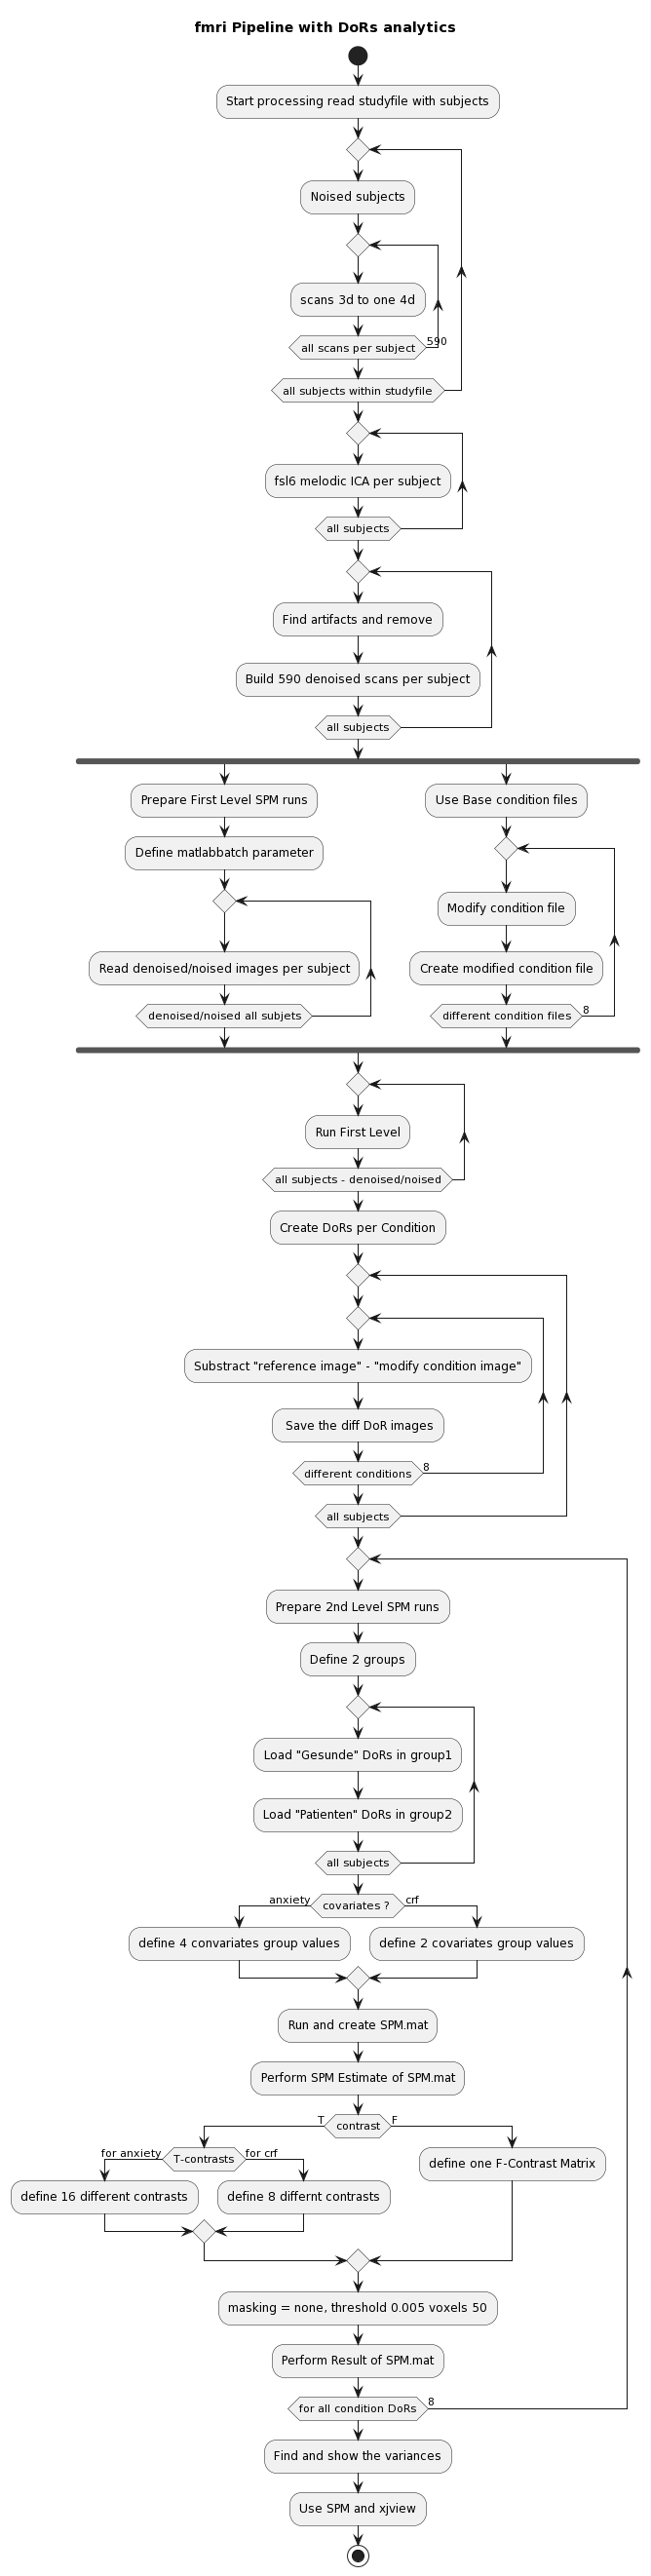 fmri Pipeline with DoRs analytics
Start processing read studyfile with subjects
Noised subjects
scans 3d to one 4d
all scans per subject
590
all subjects within studyfile
fsl6 melodic ICA per subject
all subjects
Find artifacts and remove
Build 590 denoised scans per subject
all subjects
Prepare First Level SPM runs
Define matlabbatch parameter
Read denoised/noised images per subject
denoised/noised all subjets
Use Base condition files
Modify condition file
Create modified condition file
different condition files
8
Run First Level
all subjects - denoised/noised
Create DoRs per Condition
Substract "reference image" - "modify condition image"
Save the diff DoR images
different conditions
8
all subjects
Prepare 2nd Level SPM runs
Define 2 groups
Load "Gesunde" DoRs in group1
Load "Patienten" DoRs in group2
all subjects
covariates ?
anxiety
crf
define 4 convariates group values
define 2 covariates group values
Run and create SPM.mat
Perform SPM Estimate of SPM.mat
contrast
T
F
T-contrasts
for anxiety
for crf
define 16 different contrasts
define 8 differnt contrasts
define one F-Contrast Matrix
masking = none, threshold 0.005 voxels 50
Perform Result of SPM.mat
for all condition DoRs
8
Find and show the variances
Use SPM and xjview